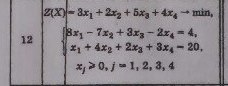 12
Z(X) = 3x₁ + 2x₂ + 5x₃ + 4x₄ → min,
8x₁ - 7x₂ + 3x₃ - 2x₄ = 4,
x₁ + 4x₂ + 2x₃ + 3x₄ = 20,
xⱼ ⩾ 0, j = 1, 2, 3, 4